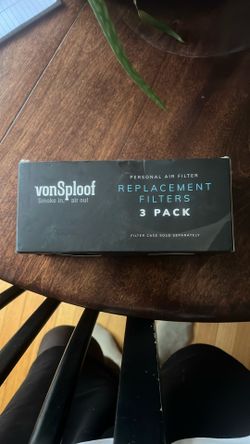 vonSploof
Smoke in, air out
PERSONAL AIR FILTER
REPLACEMENT
FILTERS
3 PACK
FILTER CASE SOLD SEPARATELY